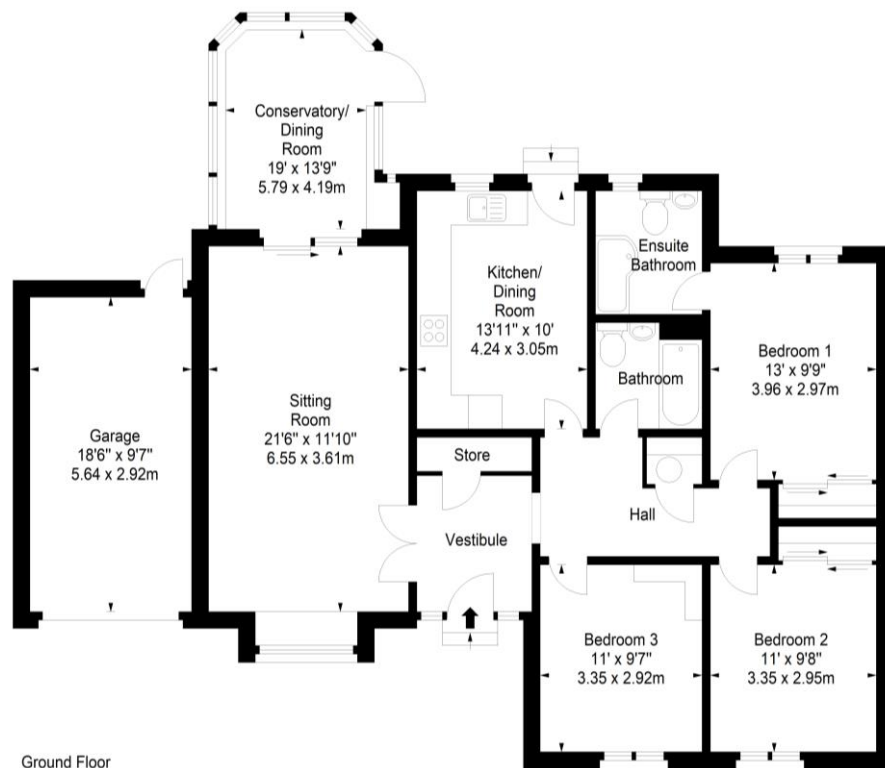 Conservatory/
Dining
Room
19' x 13'9"
5.79 x 4.19m
Kitchen/
Dining
Room
13'11" x 10'
4.24 x 3.05m
Ensuite
Bathroom
Bedroom 1
13' x 9'9"
3.96 x 2.97m
Bathroom
Sitting
Room
21'6" x 11'10"
6.55 x 3.61m
Garage
18'6" x 9'7"
5.64 x 2.92m
Store
Vestibule
Hall
Bedroom 3
11' x 9'7"
3.35 x 2.92m
Bedroom 2
11' x 9'8"
3.35 x 2.95m
Ground Floor